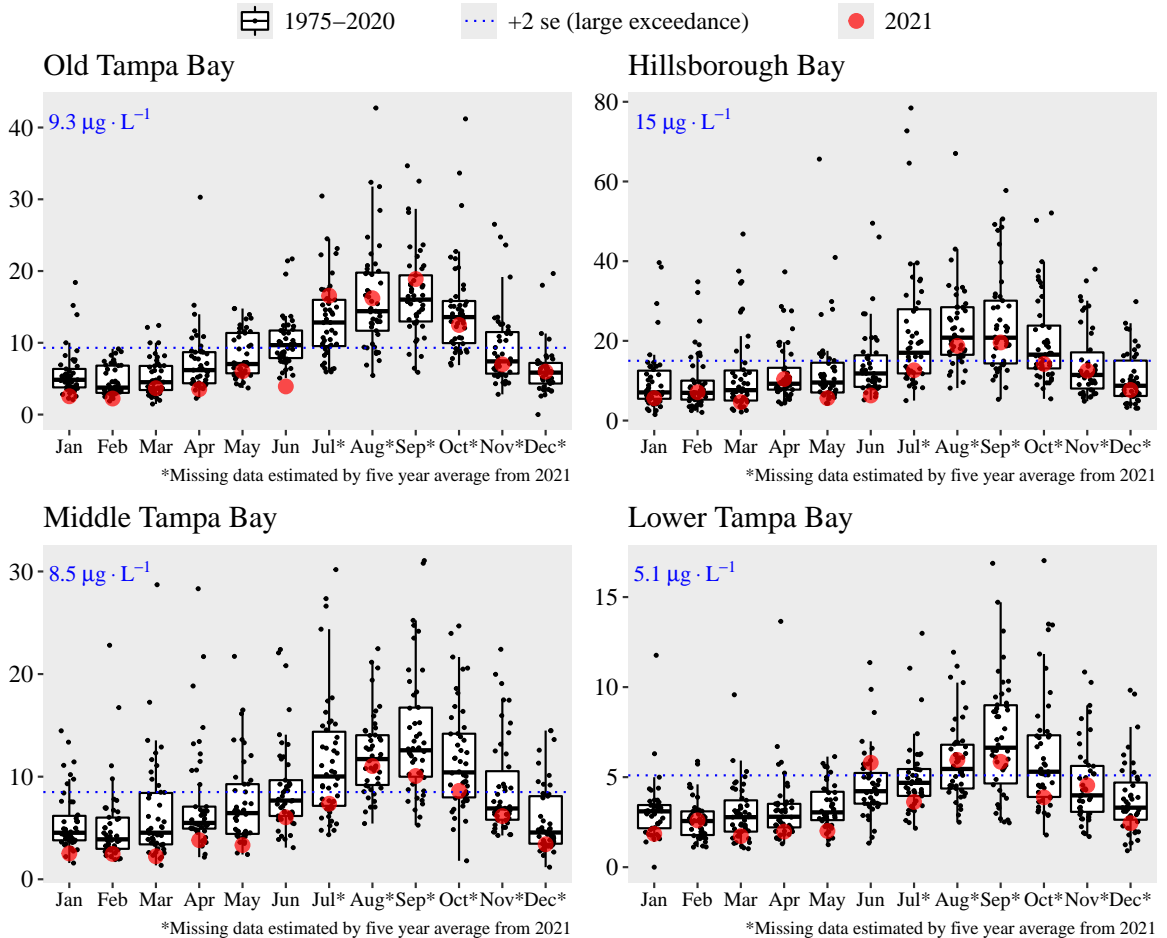 1975−2020 +2 se (large exceedance) 2021
Old Tampa Bay
9.3 μg · L−1
40
30
20
10
0
Jan Feb Mar Apr May Jun Jul* Aug* Sep* Oct* Nov* Dec*
*Missing data estimated by five year average from 2021
Hillsborough Bay
15 μg · L−1
80
60
40
20
0
Jan Feb Mar Apr May Jun Jul* Aug* Sep* Oct* Nov* Dec*
*Missing data estimated by five year average from 2021
Middle Tampa Bay
8.5 μg · L−1
30
20
10
0
Jan Feb Mar Apr May Jun Jul* Aug* Sep* Oct* Nov* Dec*
*Missing data estimated by five year average from 2021
Lower Tampa Bay
5.1 μg · L−1
15
10
5
0
Jan Feb Mar Apr May Jun Jul* Aug* Sep* Oct* Nov* Dec*
*Missing data estimated by five year average from 2021